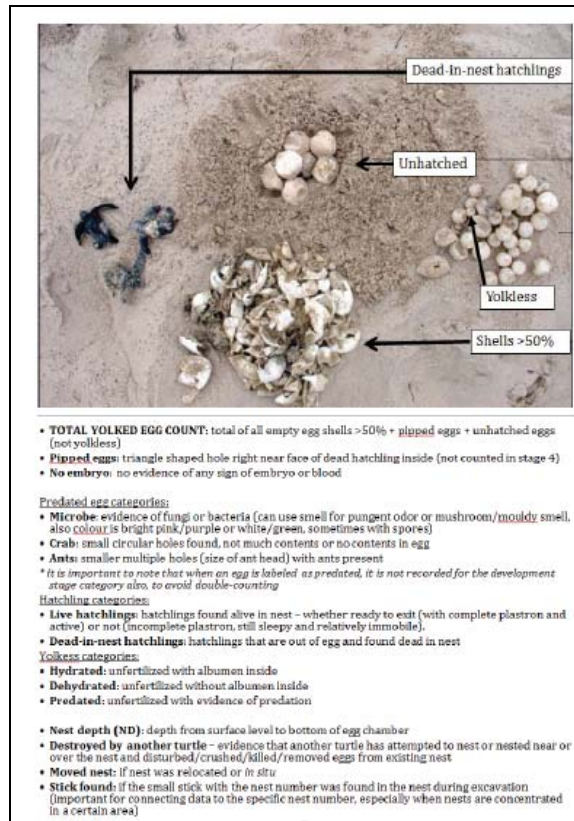 Dead-in-nest hatchlings
Unhatched
Yolkless
Shells >50%
• TOTAL YOLKED EGG COUNT: total of all empty egg shells >50% + pipped eggs + unhatched eggs
(not yolkless)
• Pipped eggs: triangle shaped hole right near face of dead hatchling inside (not counted in stage 4)
• No embryo: no evidence of any sign of embryo or blood
Predated egg categories:
• Microbe: evidence of fungi or bacteria (can use smell for pungent odor or mushroom/mouldy smell,
also colour is bright pink/purple or white/green, sometimes with spores)
• Crab: small circular holes found, not much contents or no contents in egg
• Ants: smaller multiple holes (size of ant head) with ants present
* it is important to note that when an egg is labeled as predated, it is not recorded for the development
stage category also, to avoid double-counting
Hatchling categories:
• Live hatchlings: hatchlings found alive in nest – whether ready to exit (with complete plastron and
active) or not (incomplete plastron, still sleepy and relatively immobile).
• Dead-in-nest hatchlings: hatchlings that are out of egg and found dead in nest
Yolkess categories:
• Hydrated: unfertilized with albumen inside
• Dehydrated: unfertilized without albumen inside
• Predated: unfertilized with evidence of predation
• Nest depth (ND): depth from surface level to bottom of egg chamber
• Destroyed by another turtle – evidence that another turtle has attempted to nest or nested near or
over the nest and disturbed/crushed/killed/removed eggs from existing nest
• Moved nest: if nest was relocated or in situ
• Stick found: if the small stick with the nest number was found in the nest during excavation
(important for connecting data to the specific nest number, especially when nests are concentrated
in a certain area)